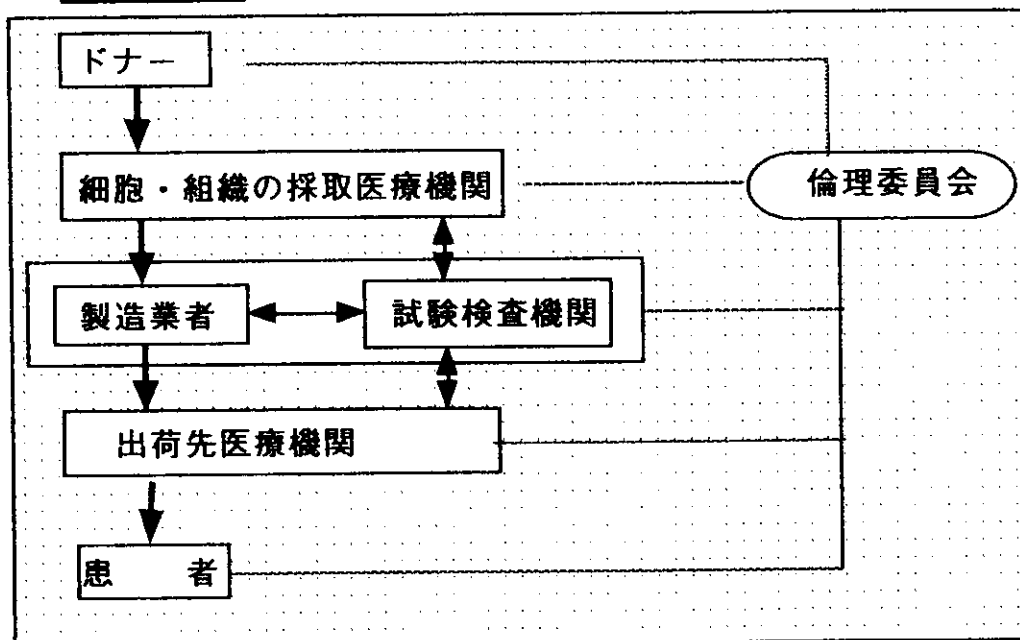 ドナー
細胞・組織の採取医療機関
倫理委員会
製造業者
試験検査機関
出荷先医療機関
患　者